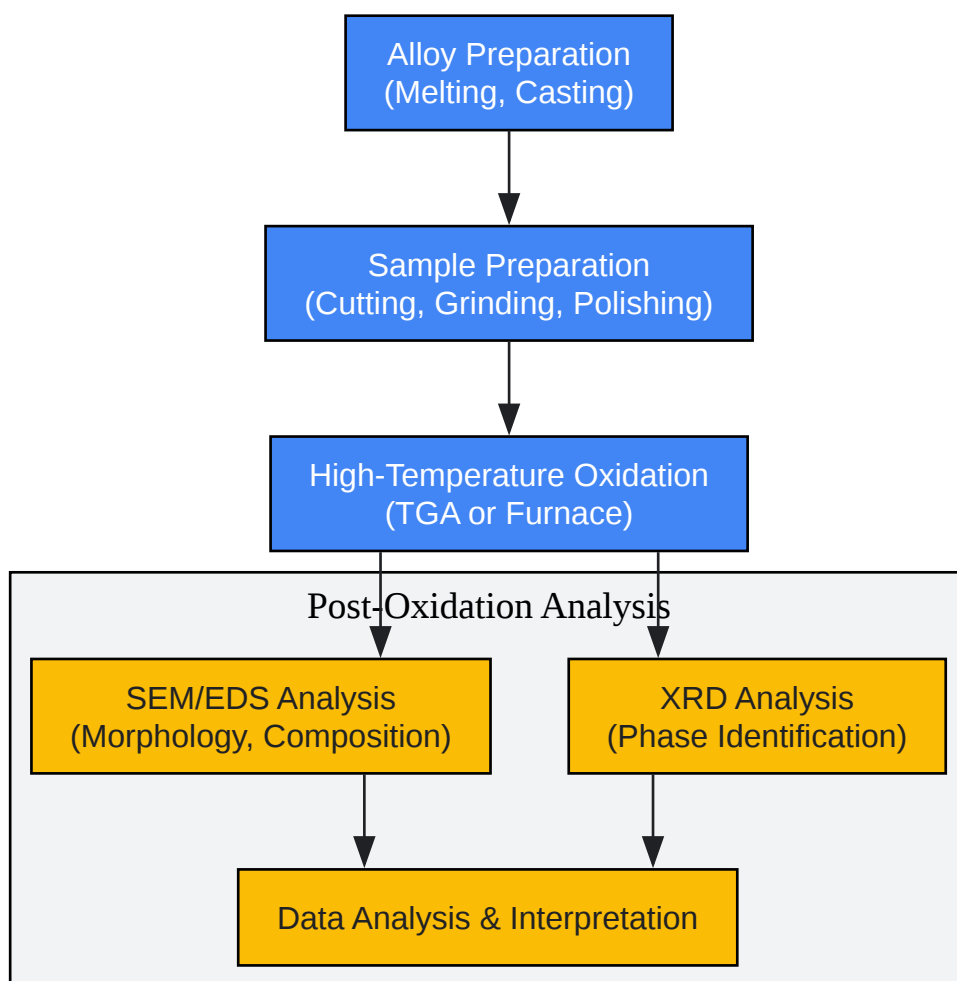 Alloy Preparation
(Melting, Casting)
Sample Preparation
(Cutting, Grinding, Polishing)
High-Temperature Oxidation
(TGA or Furnace)
Post-Oxidation Analysis
SEM/EDS Analysis
(Morphology, Composition)
XRD Analysis
(Phase Identification)
Data Analysis & Interpretation